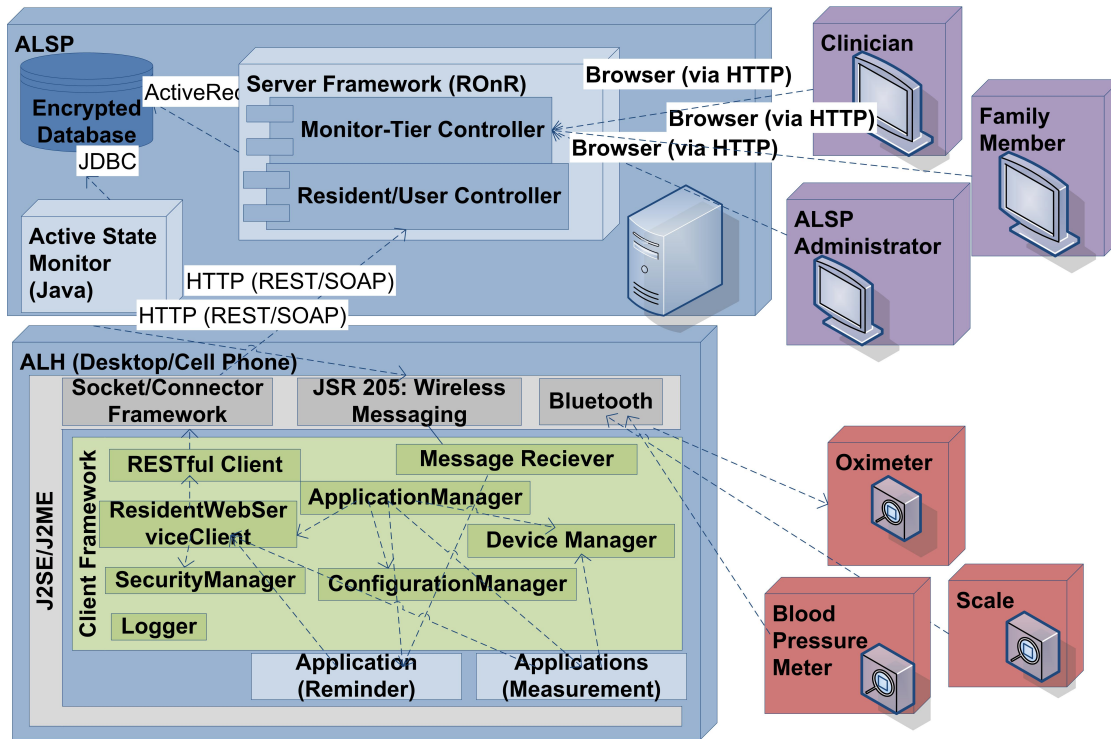 ALSP
Encrypted
Database
ActiveRec
Server Framework (ROnR)
Monitor-Tier Controller
Resident/User Controller
JDBC
Active State
Monitor
(Java)
Browser (via HTTP)
Browser (via HTTP)
Browser (via HTTP)
Clinician
Family
Member
ALSP
Administrator
HTTP (REST/SOAP)
HTTP (REST/SOAP)
ALH (Desktop/Cell Phone)
J2SE/J2ME
Socket/Connector
Framework
JSR 205: Wireless
Messaging
Bluetooth
Client Framework
RESTful Client
Message Reciever
ApplicationManager
ResidentWebSer
viceClient
Device Manager
SecurityManager
ConfigurationManager
Logger
Application
(Reminder)
Applications
(Measurement)
Oximeter
Blood
Pressure
Meter
Scale